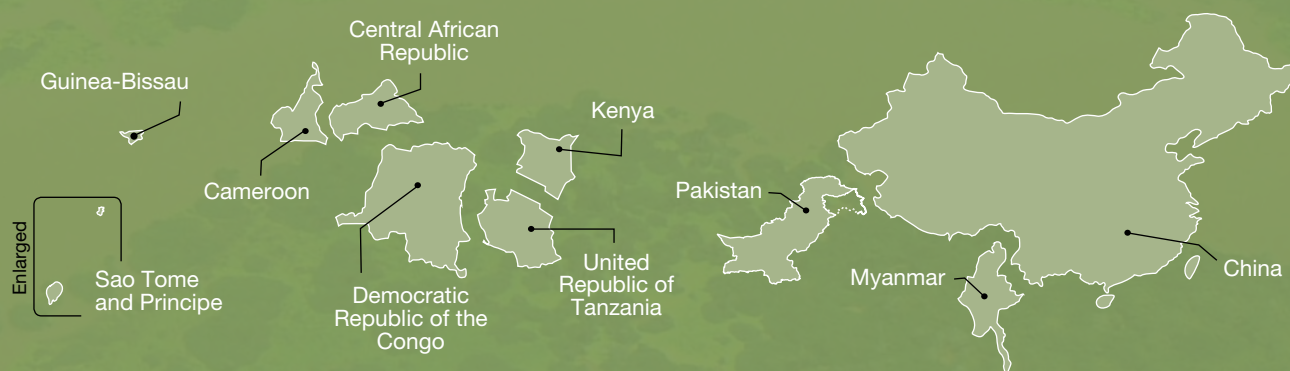 Central African
Republic
Guinea-Bissau
Kenya
Cameroon
Pakistan
Enlarged
Sao Tome
and Principe
Democratic
Republic of the
Congo
United
Republic of
Tanzania
Myanmar
China